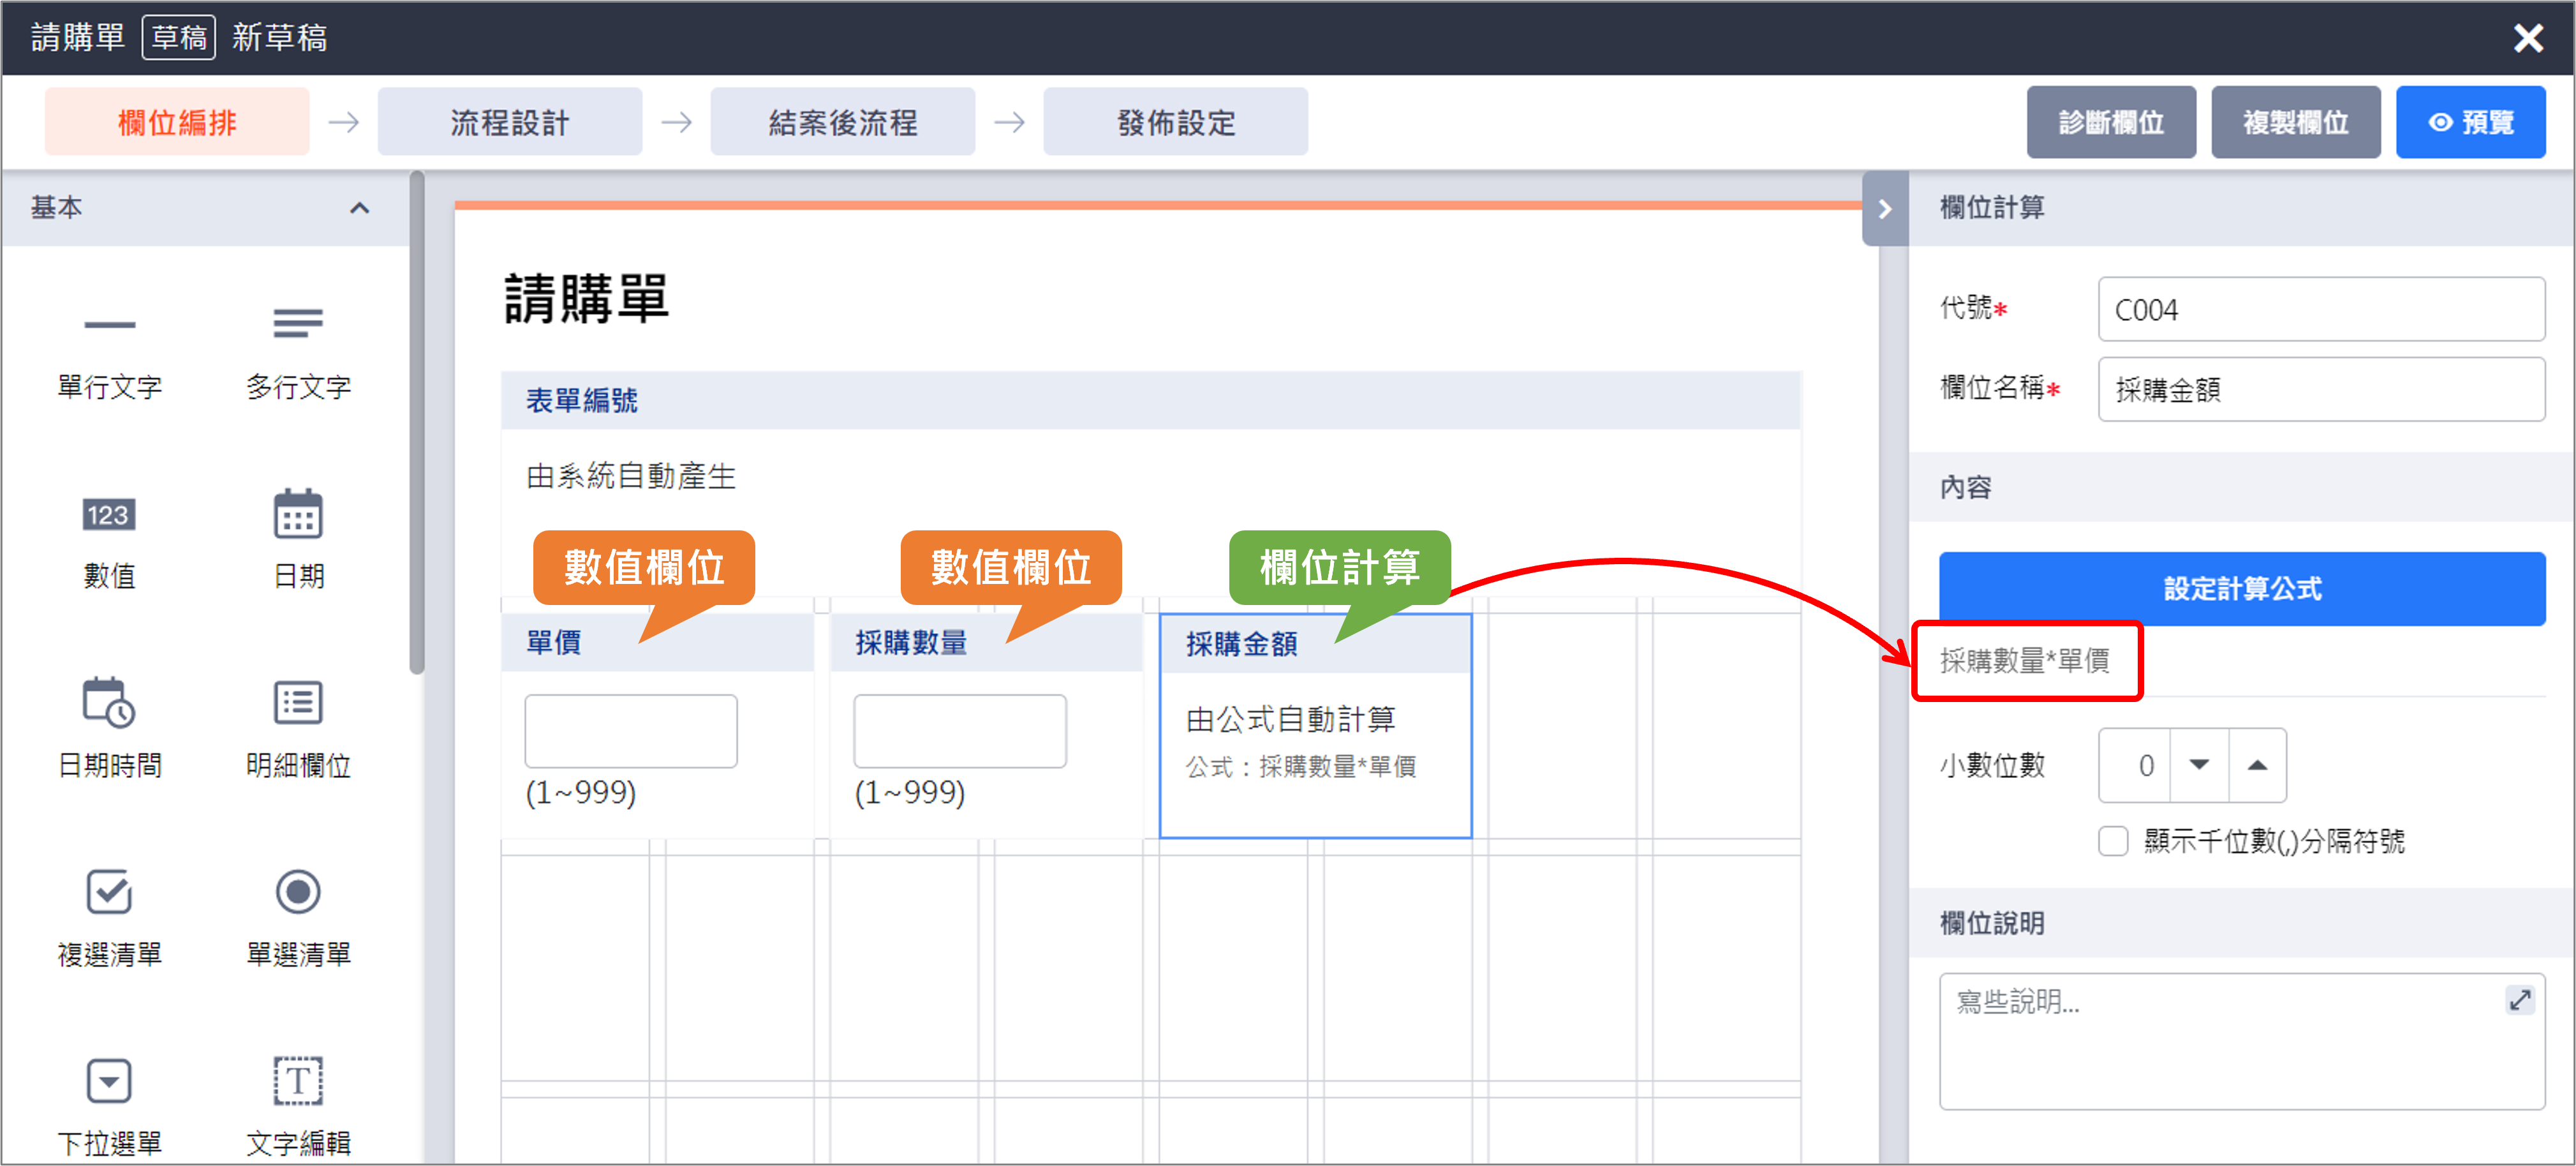 請購單 草稿 新草稿
欄位編排 流程設計 結案後流程 發佈設定 診斷欄位 複製欄位 預覽
基本
單行文字 多行文字
123
數值 日期
日期時間 明細欄位
複選清單 單選清單
T
下拉選單 文字編輯
請購單
表單編號
由系統自動產生
數值欄位 數值欄位 欄位計算
單價 採購數量 採購金額
(1~999) (1~999)
由公式自動計算
公式：採購數量*單價
欄位計算
代號* C004
欄位名稱* 採購金額
內容
設定計算公式
採購數量*單價
小數位數 0
顯示千位數(,)分隔符號
欄位說明
寫些說明...